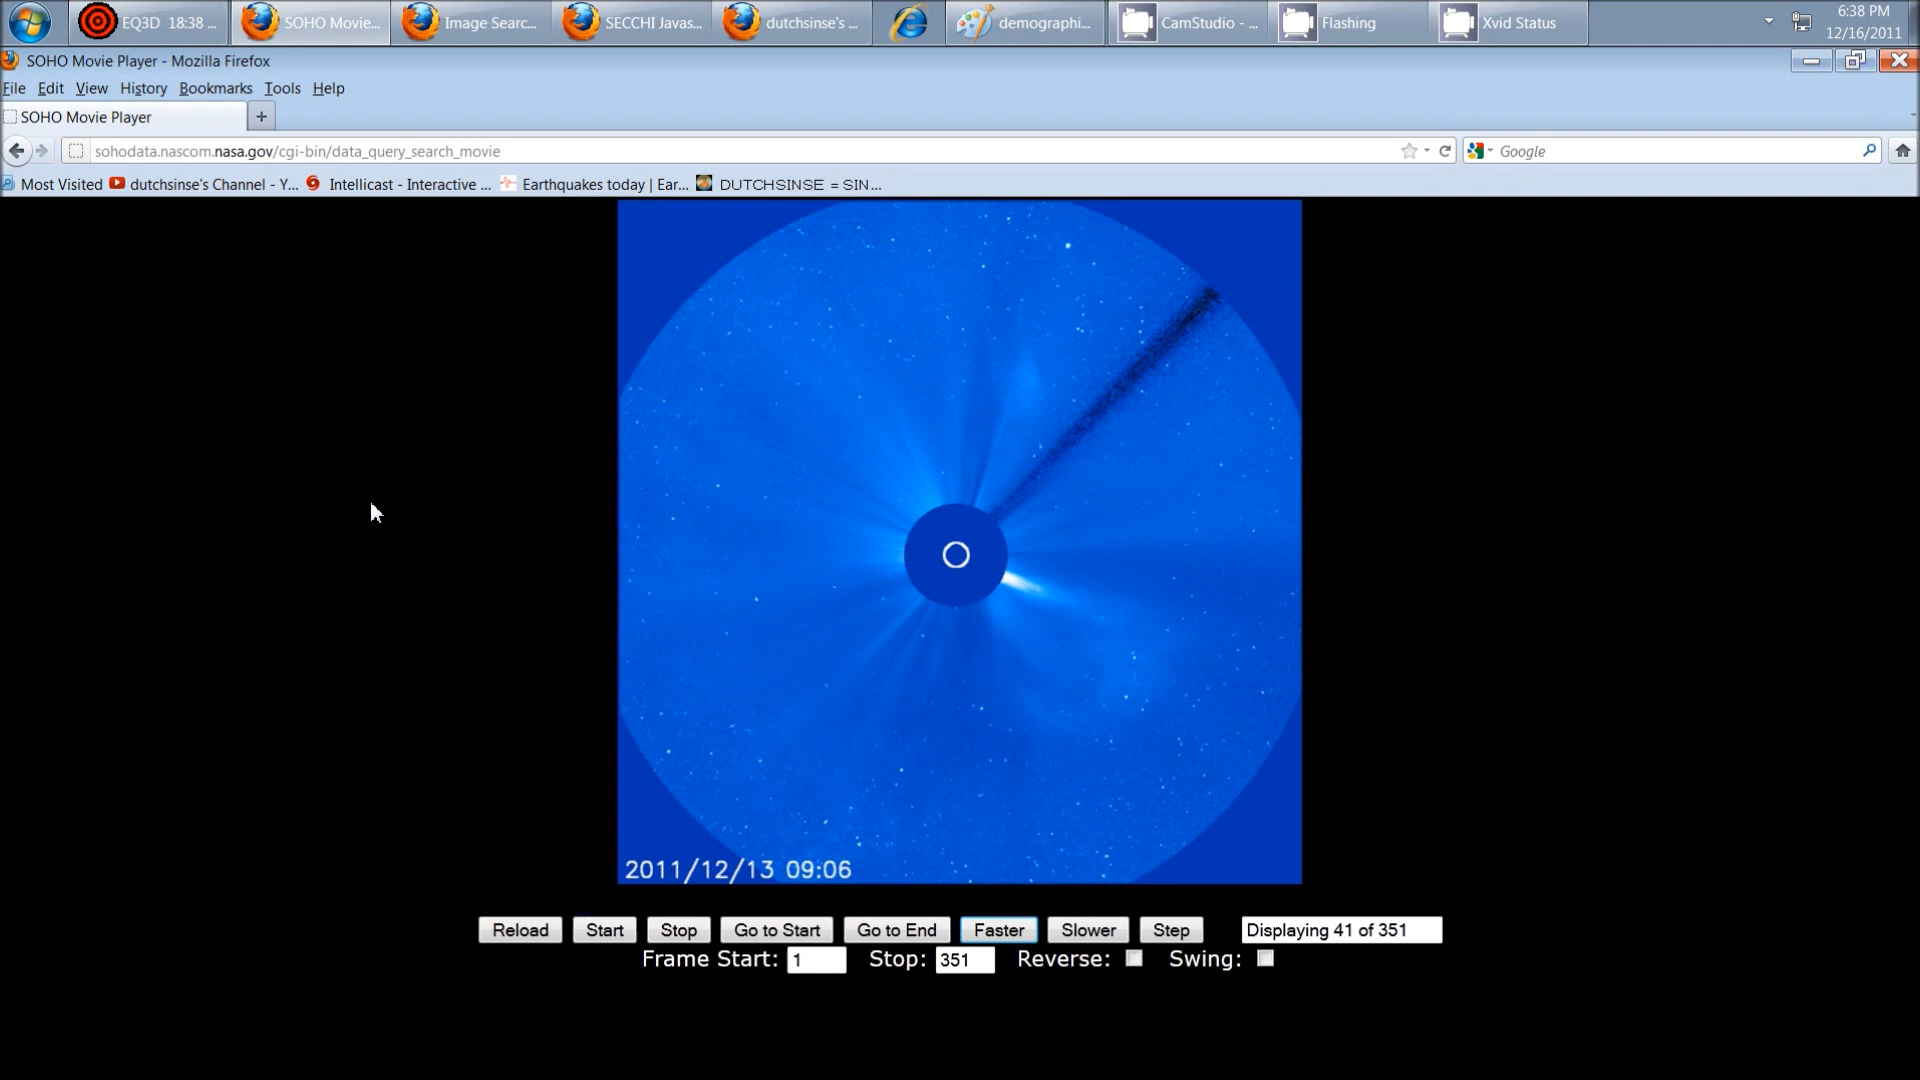 EQ3D 18:38 ... SOHO Movie... Image Searc... SECCHI Javas... dutchsinse's ... demographi... CamStudio - ... Flashing Xvid Status 6:38 PM
12/16/2011
SOHO Movie Player - Mozilla Firefox
File Edit View History Bookmarks Tools Help
SOHO Movie Player +
sohodata.nascom.nasa.gov/cgi-bin/data_query_search_movie Google
Most Visited dutchsinse's Channel - Y... Intellicast - Interactive ... Earthquakes today | Ear... DUTCHSINSE = SIN...
2011/12/13 09:06
Reload Start Stop Go to Start Go to End Faster Slower Step Displaying 41 of 351
Frame Start: 1 Stop: 351 Reverse: Swing: